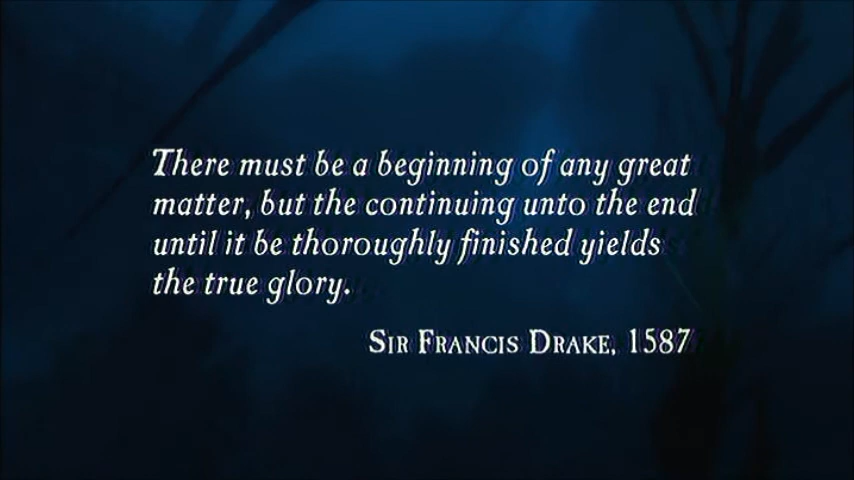 There must be a beginning of any great
matter, but the continuing unto the end
until it be thoroughly finished yields
the true glory.
Sir Francis Drake, 1587